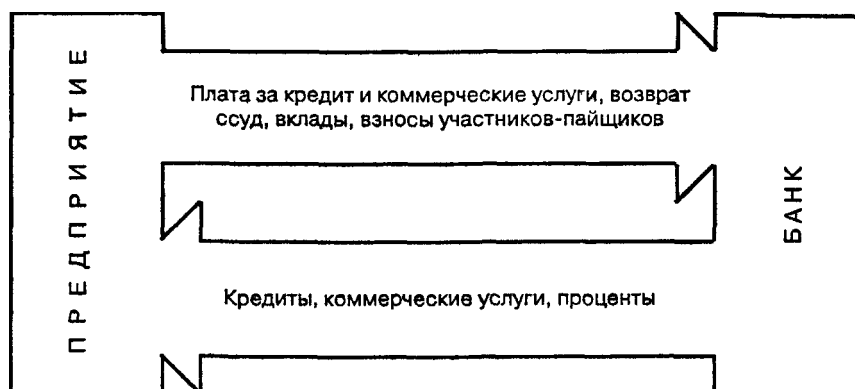 ПРЕДПРИЯТИЕ
Плата за кредит и коммерческие услуги, возврат
ссуд, вклады, взносы участников-пайщиков
Кредиты, коммерческие услуги, проценты
БАНК